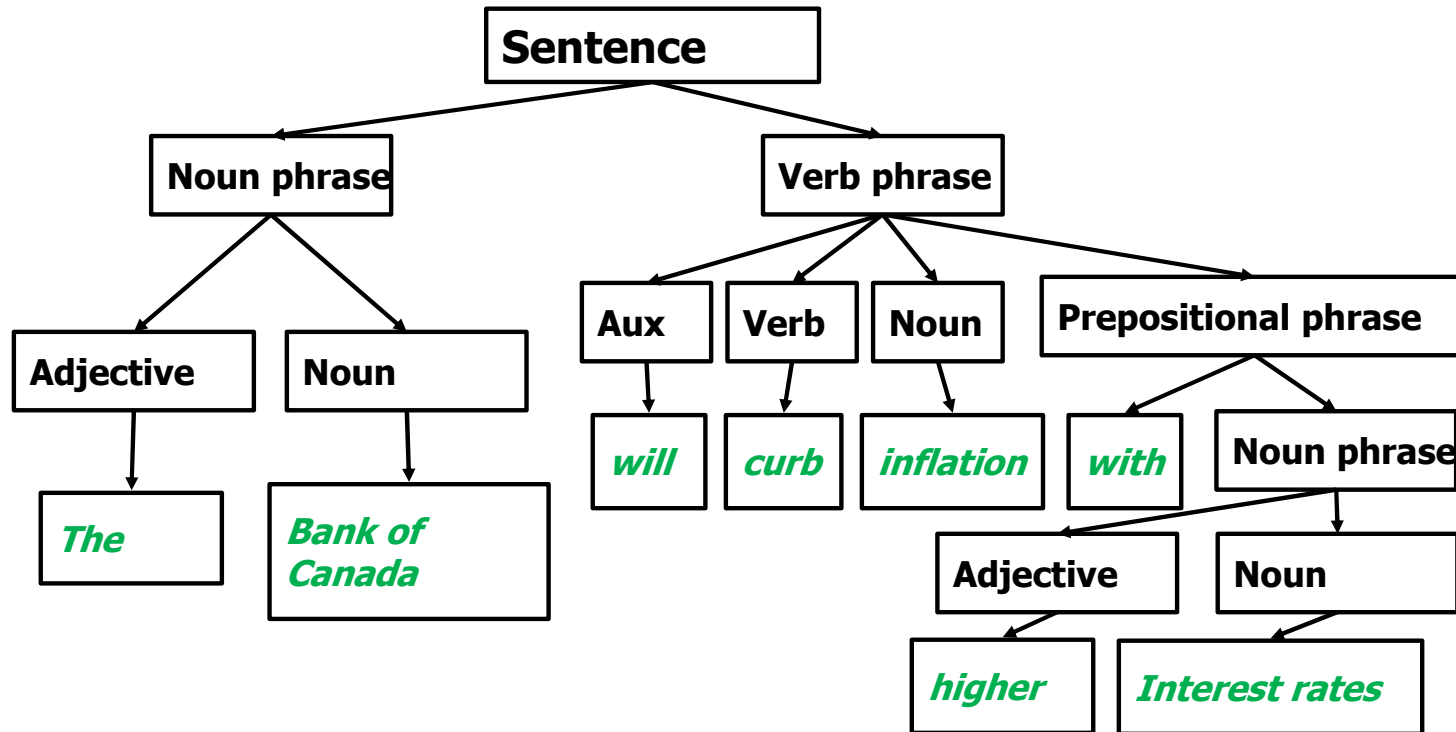 Sentence
Noun phrase
Verb phrase
Aux
Verb
Noun
Prepositional phrase
Adjective
Noun
will
curb
inflation
with
Noun phrase
The
Bank of
Canada
Adjective
Noun
higher
Interest rates